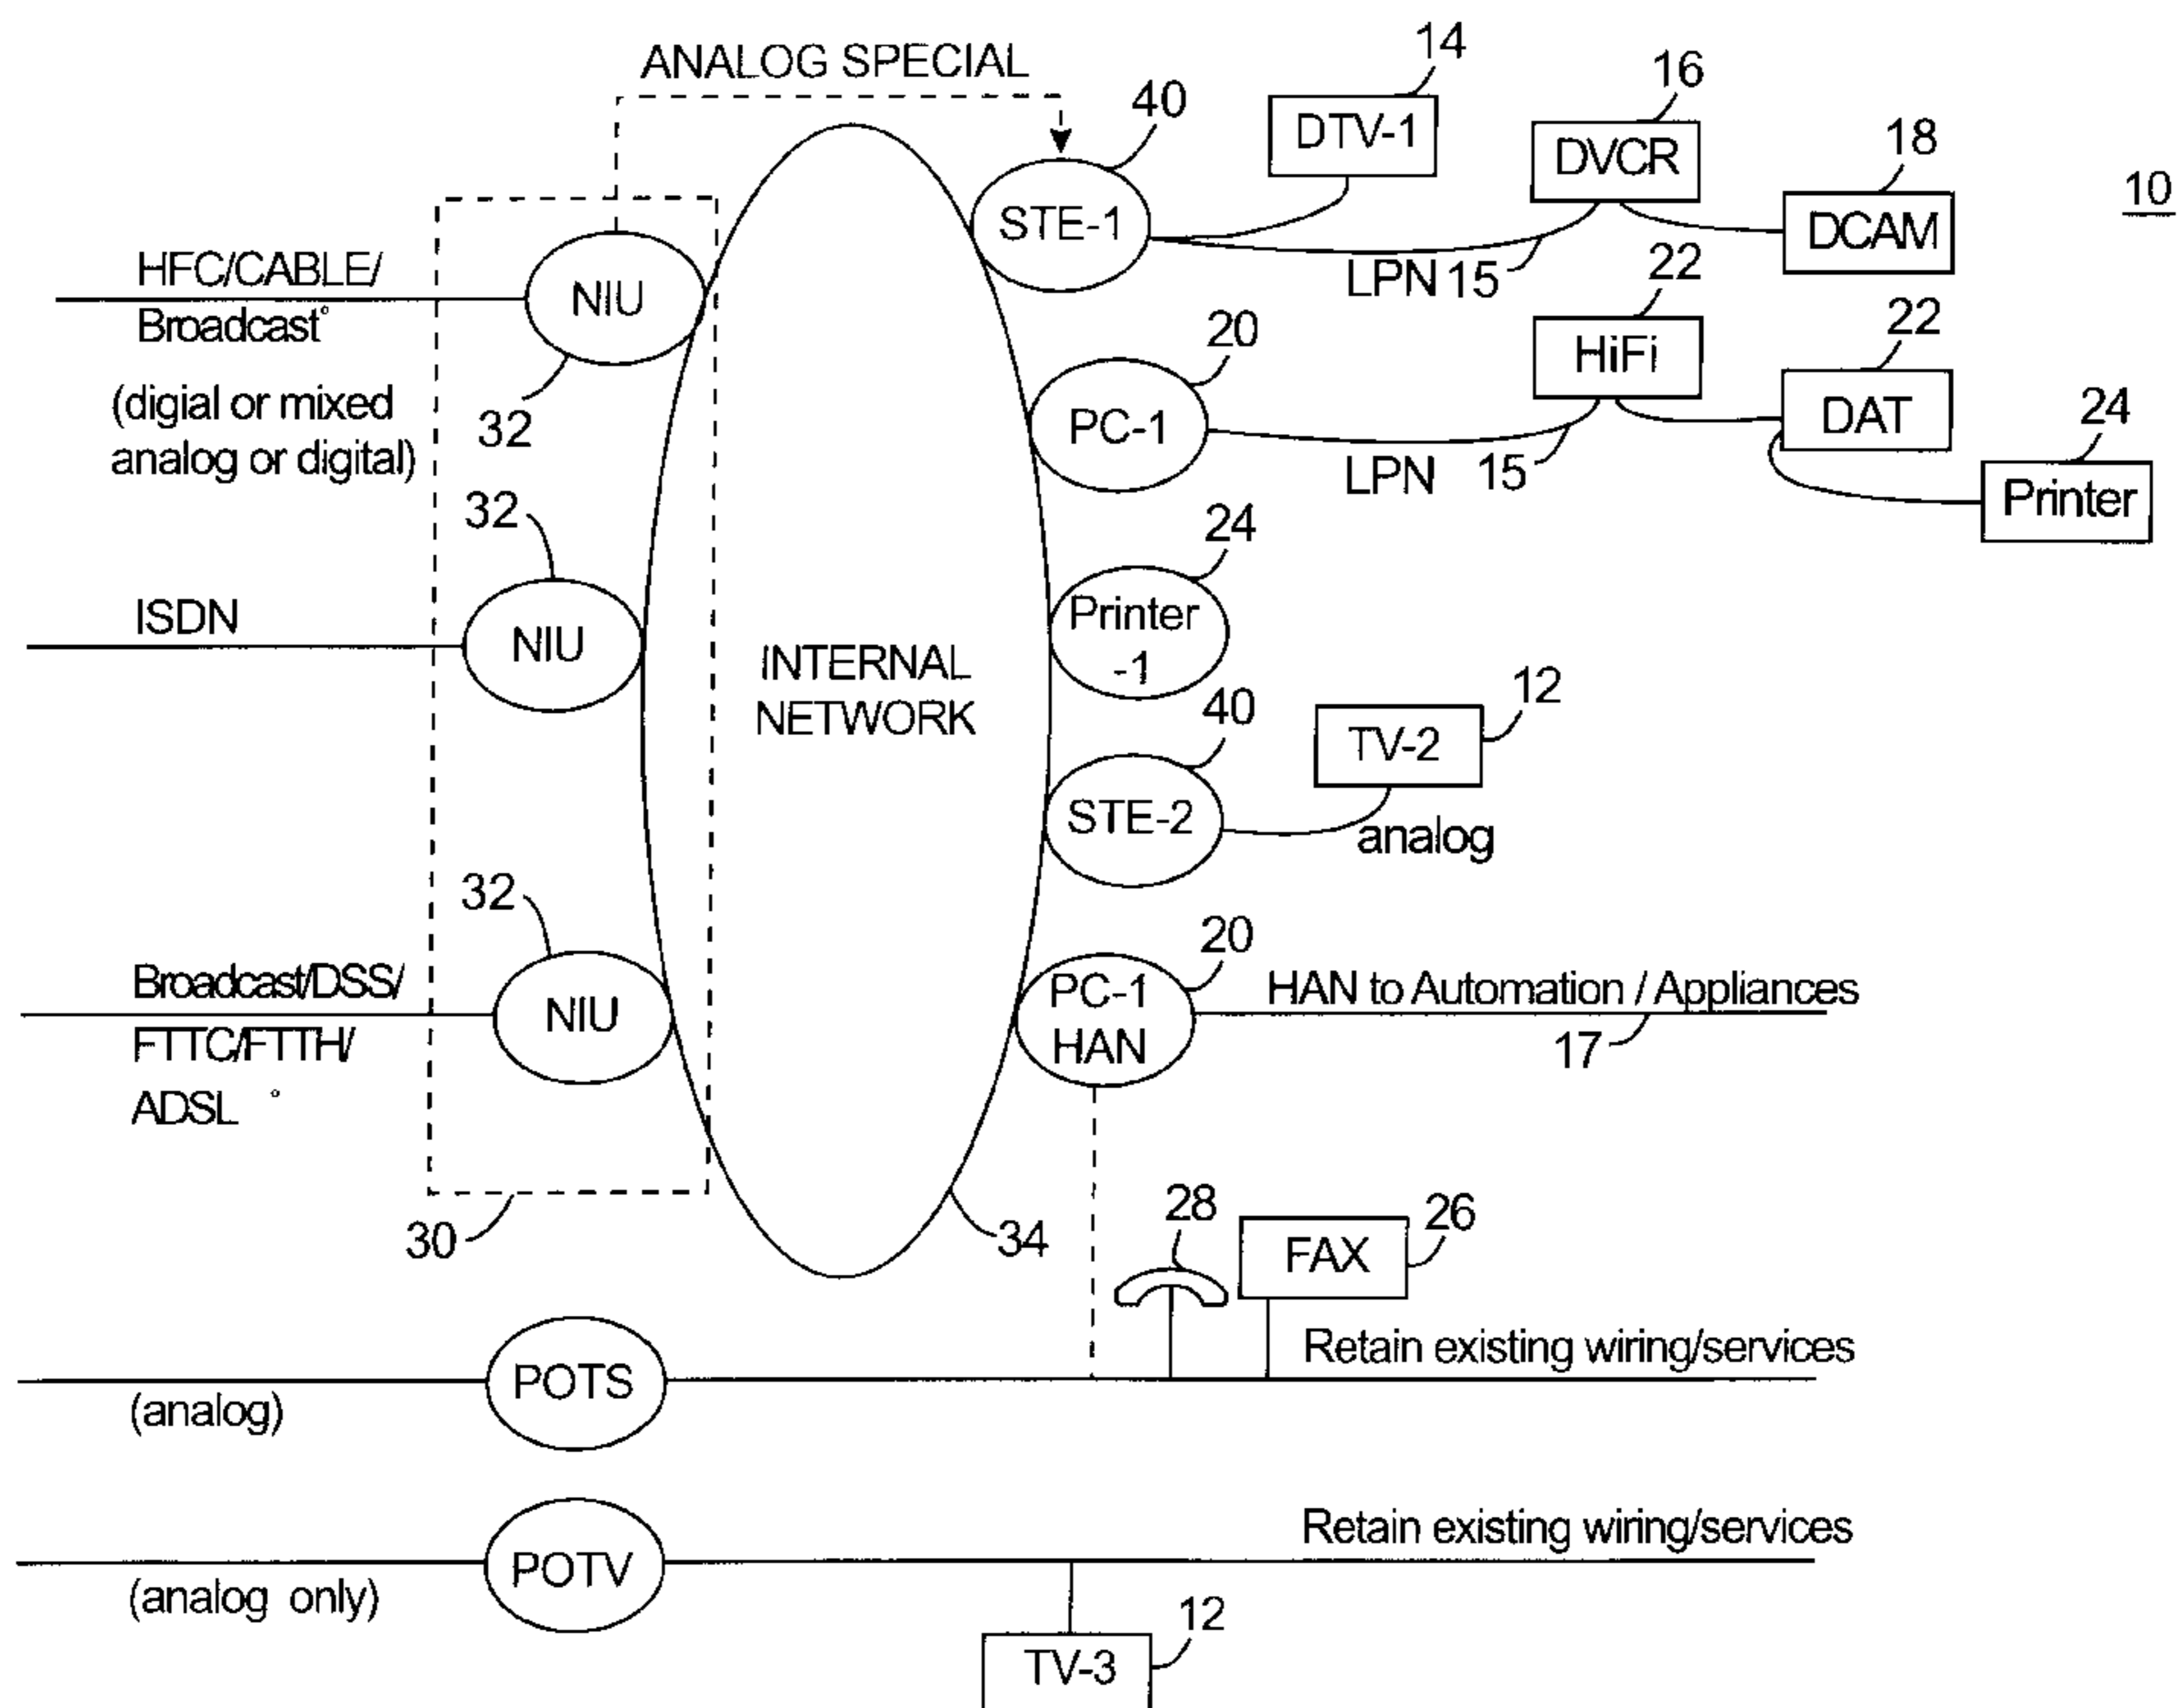 ANALOG SPECIAL
14
16
40
18
10
DTV-1
DVCR
STE-1
DCAM
HFC/CABLE/
Broadcast°
NIU
LPN 15
22
20
22
HiFi
(digial or mixed
analog or digital)
32
PC-1
DAT
24
LPN 15
Printer
32
24
ISDN
NIU
Printer
-1
INTERNAL
NETWORK
12
40
TV-2
STE-2
analog
32
20
Broadcast/DSS/
FTTC/FTTH/
ADSL °
NIU
PC-1
HAN
HAN to Automation / Appliances
17
30
34
28
26
FAX
Retain existing wiring/services
POTS
(analog)
Retain existing wiring/services
POTV
(analog only)
12
TV-3